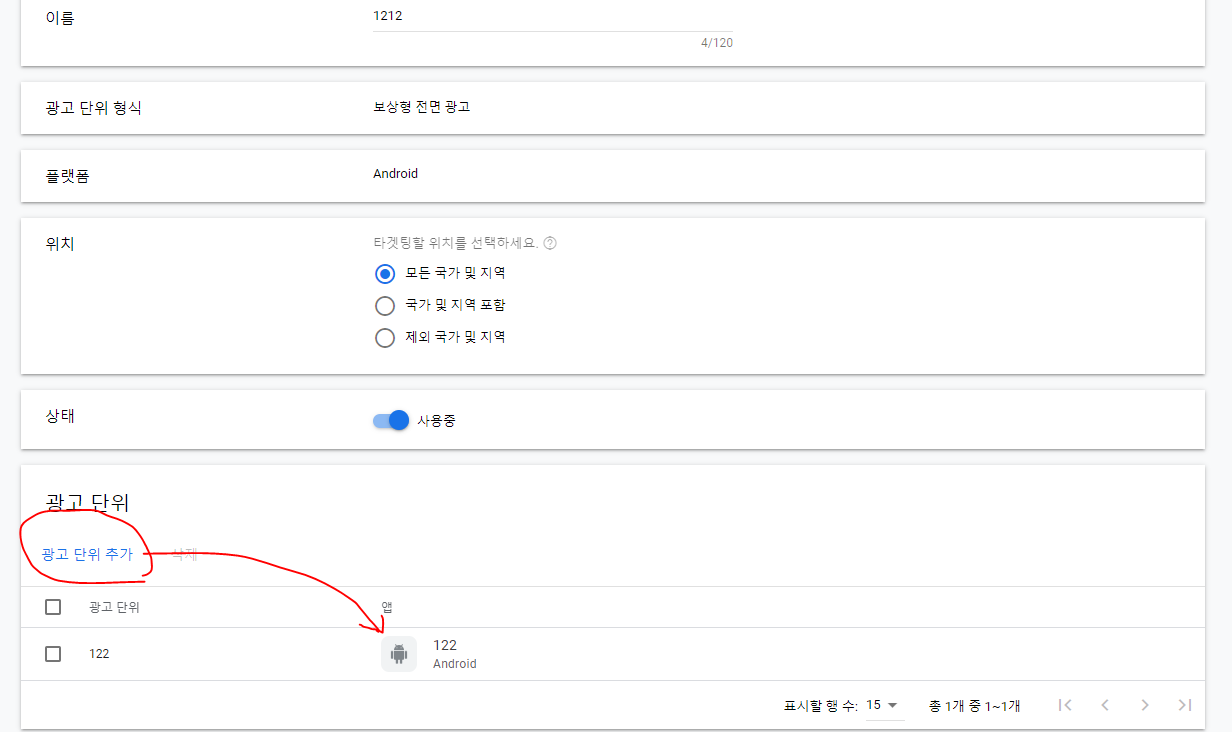 이름
1212
4/120
광고 단위 형식
보상형 전면 광고
플랫폼
Android
위치
타겟팅할 위치를 선택하세요.
모든 국가 및 지역
국가 및 지역 포함
제외 국가 및 지역
상태
사용중
광고 단위
광고 단위 추가
삭제
광고 단위
앱
122
122
Android
표시할 행 수: 15
총 1개 중 1~1개